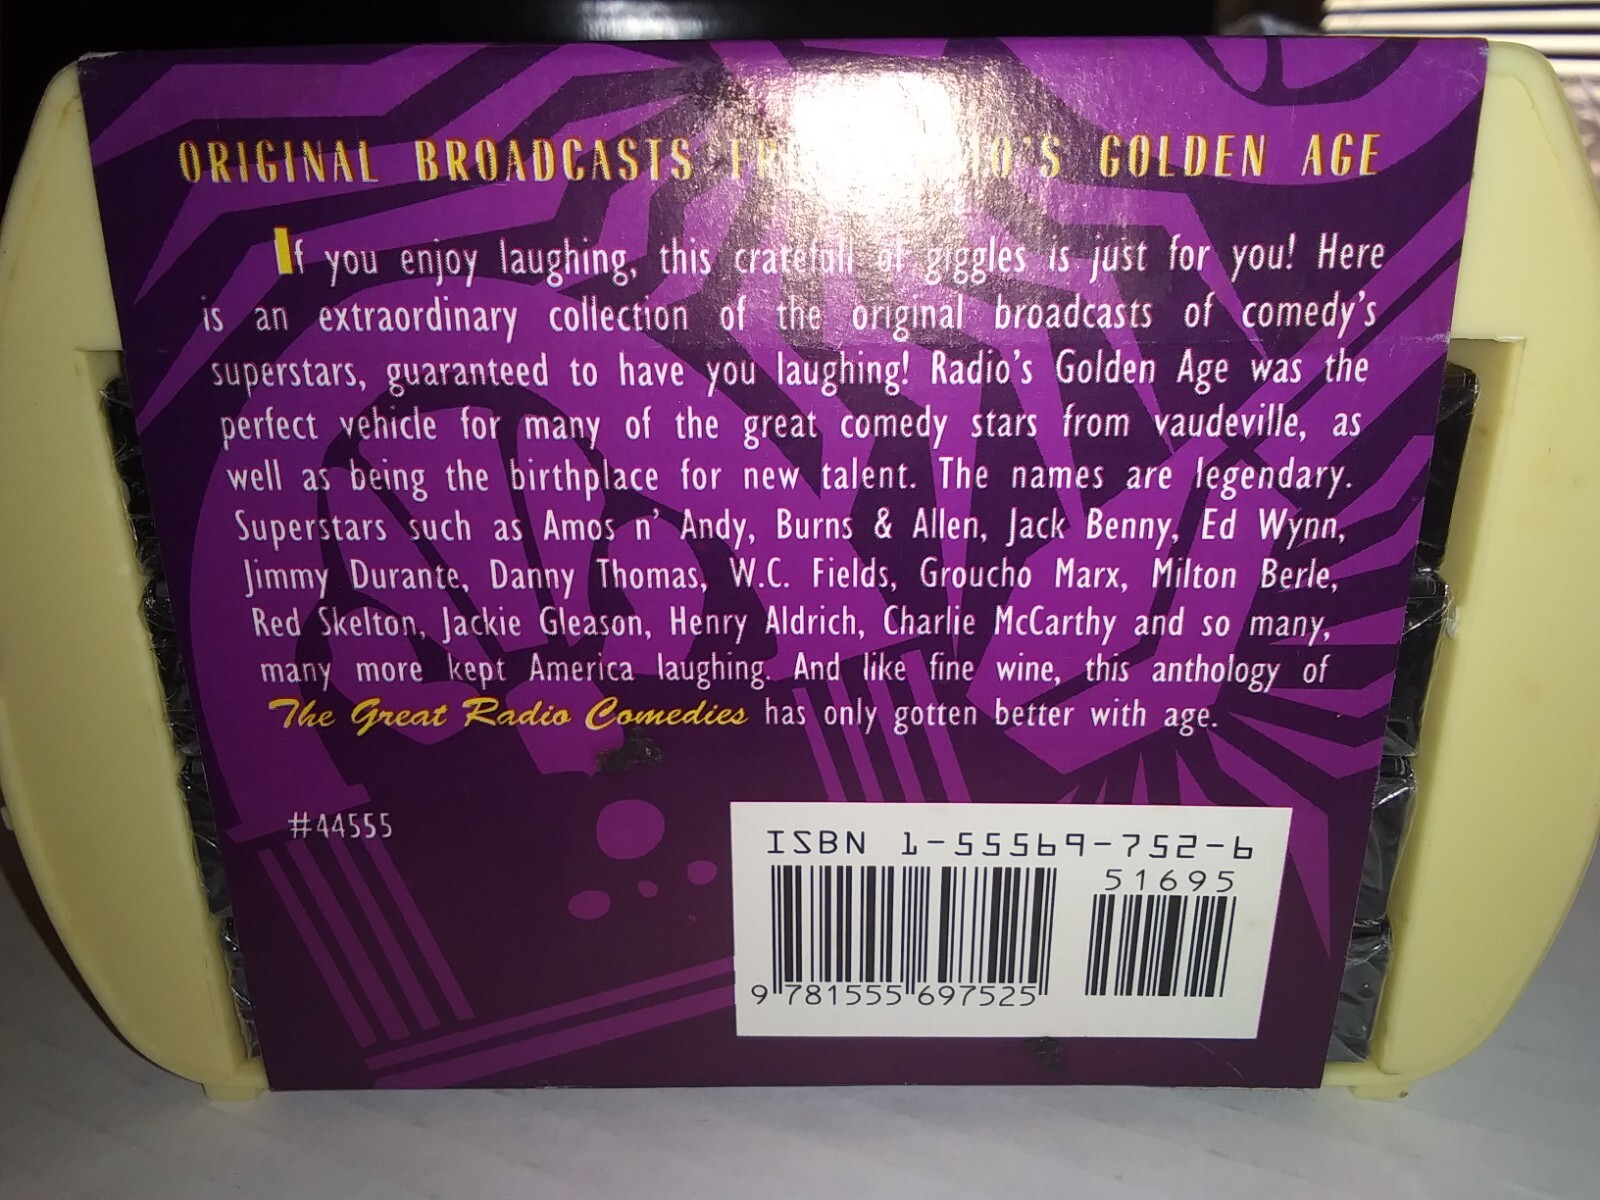 ORIGINAL BROADCASTS FR IO'S GOLDEN AGE
If you enjoy laughing, this cratefull of giggles is just for you! Here
is an extraordinary collection of the original broadcasts of comedy's
superstars, guaranteed to have you laughing! Radio's Golden Age was the
perfect vehicle for many of the great comedy stars from vaudeville, as
well as being the birthplace for new talent. The names are legendary.
Superstars such as Amos n' Andy, Burns & Allen, Jack Benny, Ed Wynn,
Jimmy Durante, Danny Thomas, W.C. Fields, Groucho Marx, Milton Berle,
Red Skelton, Jackie Gleason, Henry Aldrich, Charlie McCarthy and so many,
many more kept America laughing. And like fine wine, this anthology of
The Great Radio Comedies has only gotten better with age.
#44555
ISBN 1-55569-752-6
51695
9 781555 697525